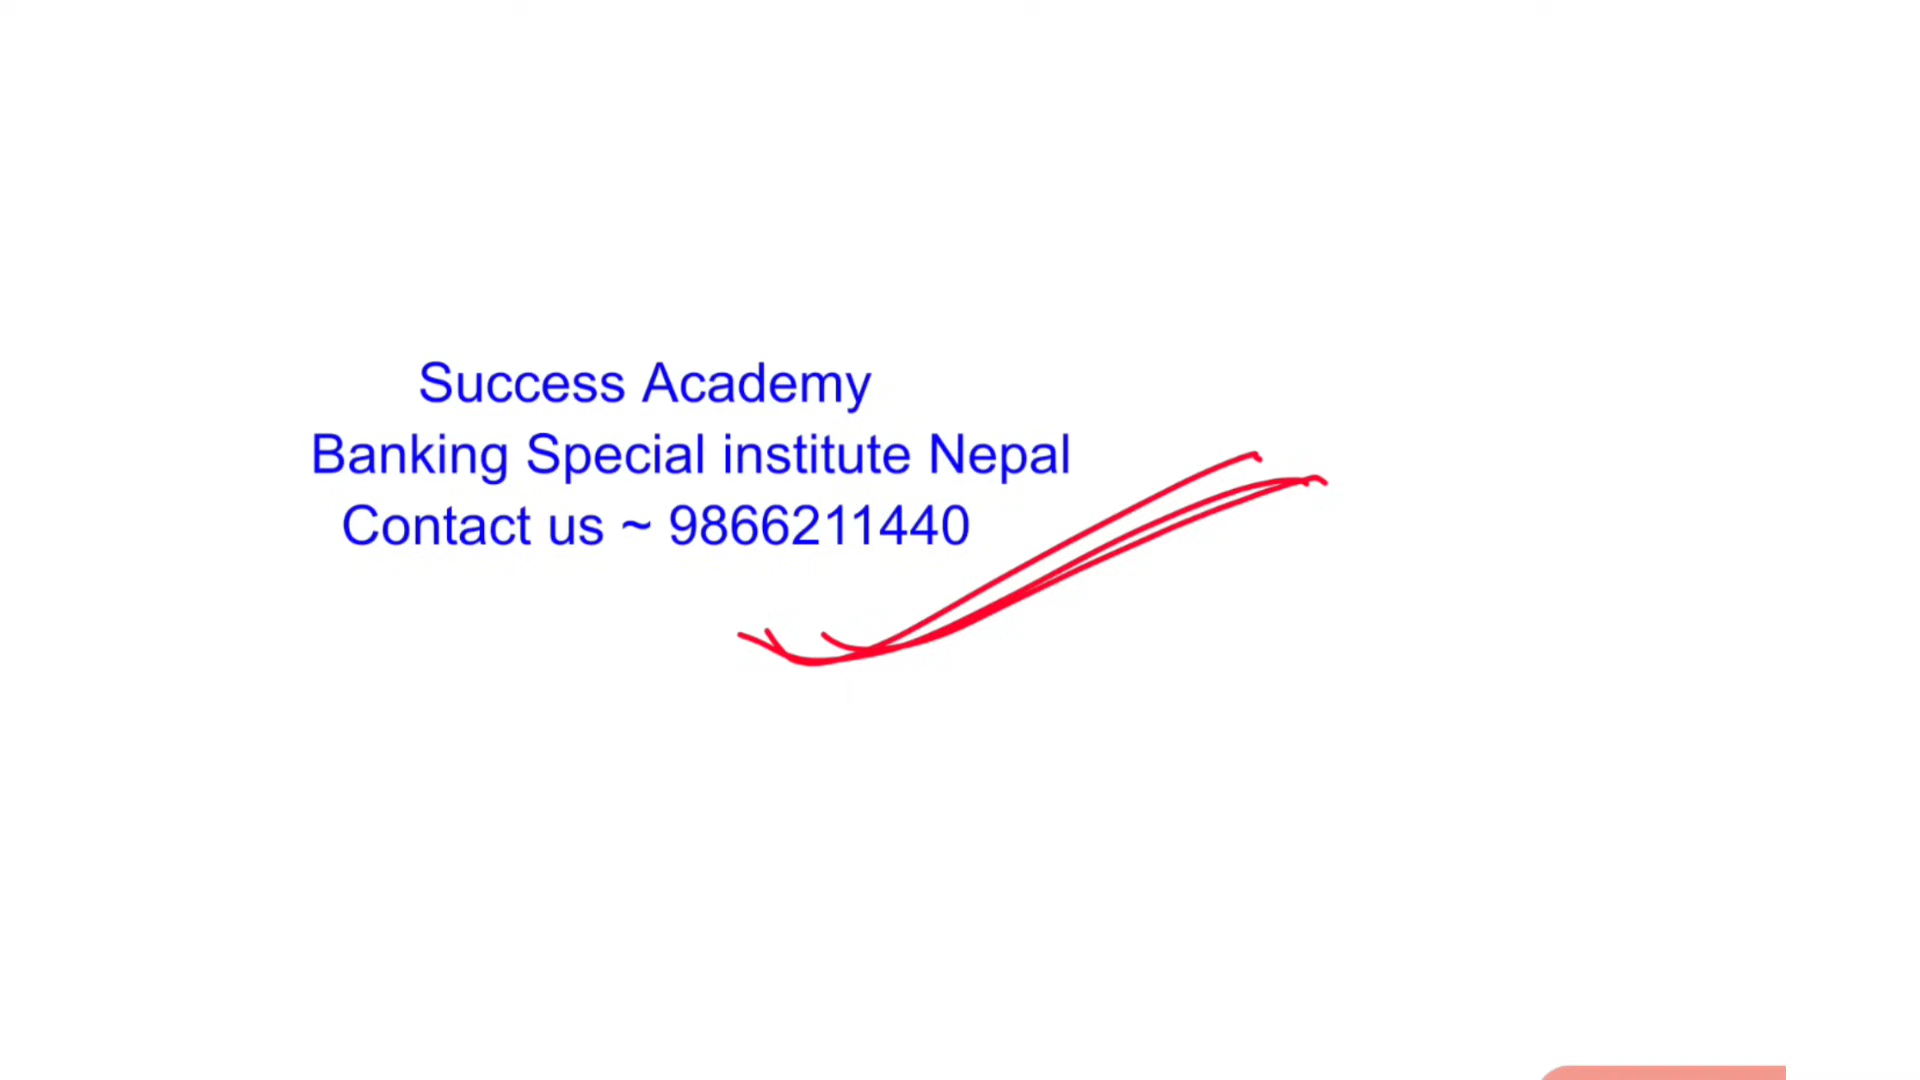 Success Academy
Banking Special institute Nepal
Contact us ~ 9866211440